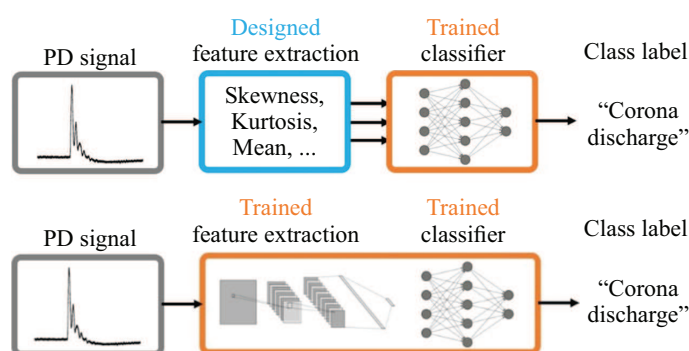 Designed
Trained
PD signal
feature extraction
classifier
Class label
Skewness,
Kurtosis,
Mean, ...
“Corona
discharge”
Trained
Trained
PD signal
feature extraction
classifier
Class label
“Corona
discharge”